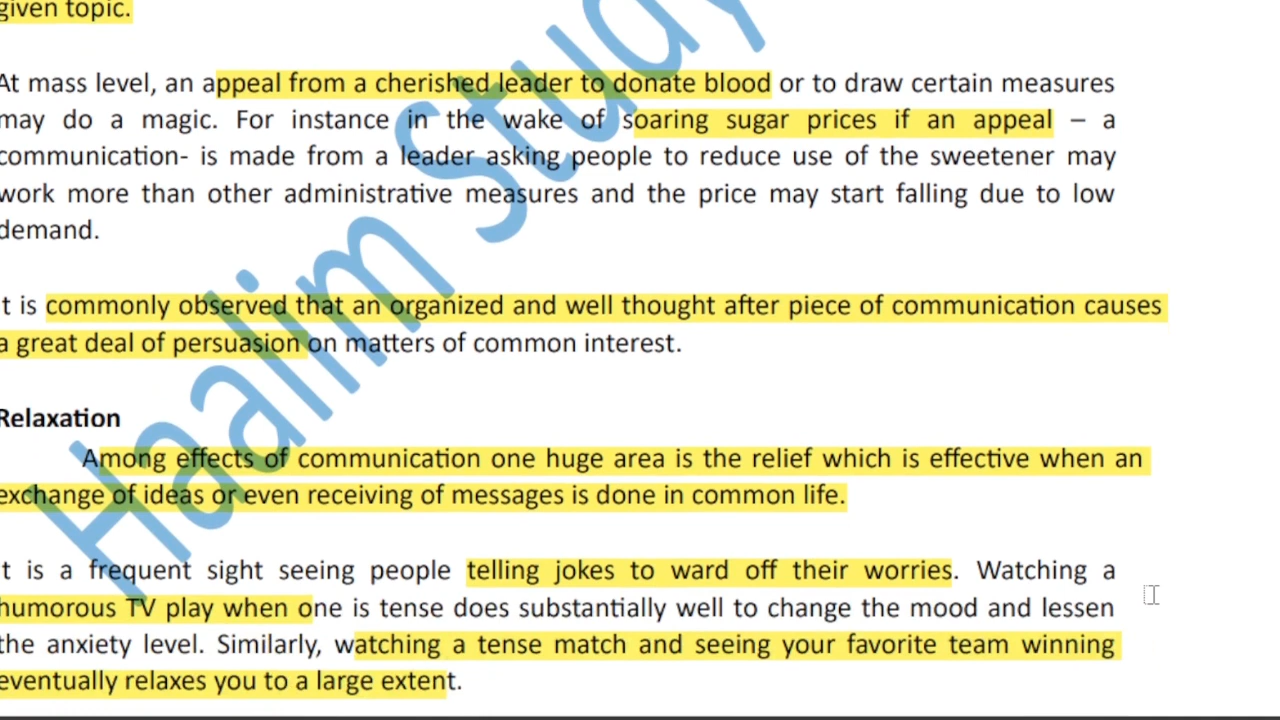 given topic.
At mass level, an appeal from a cherished leader to donate blood or to draw certain measures
may do a magic. For instance in the wake of soaring sugar prices if an appeal – a
communication- is made from a leader asking people to reduce use of the sweetener may
work more than other administrative measures and the price may start falling due to low
demand.
t is commonly observed that an organized and well thought after piece of communication causes
a great deal of persuasion on matters of common interest.
Relaxation
Among effects of communication one huge area is the relief which is effective when an
exchange of ideas or even receiving of messages is done in common life.
t is a frequent sight seeing people telling jokes to ward off their worries. Watching a
humorous TV play when one is tense does substantially well to change the mood and lessen
the anxiety level. Similarly, watching a tense match and seeing your favorite team winning
eventually relaxes you to a large extent.
Haalim Study